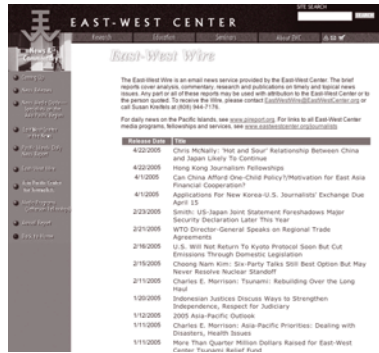 SITE SEARCH
SEARCH
EAST-WEST CENTER
Research
Education
Seminars
About EWC
East-West Wire
The East-West Wire is an email news service provided by the East-West Center. The brief
reports cover analysis, commentary, research and publications on timely and topical news
issues. Any part or all of these reports may be used with attribution to the East-West Center or to
the person quoted. To receive the Wire, please contact EastWestWire@EastWestCenter.org or
call Susan Kreifels at (808) 944-7176.
For daily news on the Pacific Islands, see www.pireport.org. For links to all East-West Center
media programs, fellowships and services, see www.eastwestcenter.org/journalists
Release Date Title
4/22/2005 Chris McNally: 'Hot and Sour' Relationship Between China
and Japan Likely To Continue
4/22/2005 Hong Kong Journalism Fellowships
4/1/2005 Can China Afford One-Child Policy?/Motivation for East Asia
Financial Cooperation?
4/1/2005 Applications For New Korea-U.S. Journalists' Exchange Due
April 15
2/23/2005 Smith: US-Japan Joint Statement Foreshadows Major
Security Declaration Later This Year
2/21/2005 WTO Director-General Speaks on Regional Trade
Agreements
2/16/2005 U.S. Will Not Return To Kyoto Protocol Soon But Cut
Emissions Through Domestic Legislation
2/15/2005 Choong Nam Kim: Six-Party Talks Still Best Option But May
Never Resolve Nuclear Standoff
2/11/2005 Charles E. Morrison: Tsunami: Rebuilding Over the Long
Haul
1/20/2005 Indonesian Justices Discuss Ways to Strengthen
Independence, Respect for Judiciary
1/12/2005 2005 Asia-Pacific Outlook
1/11/2005 Charles E. Morrison: Asia-Pacific Priorities: Dealing with
Disasters, Health Issues
1/11/2005 More Than Quarter Million Dollars Raised for East-West
Center Tsunami Relief Fund